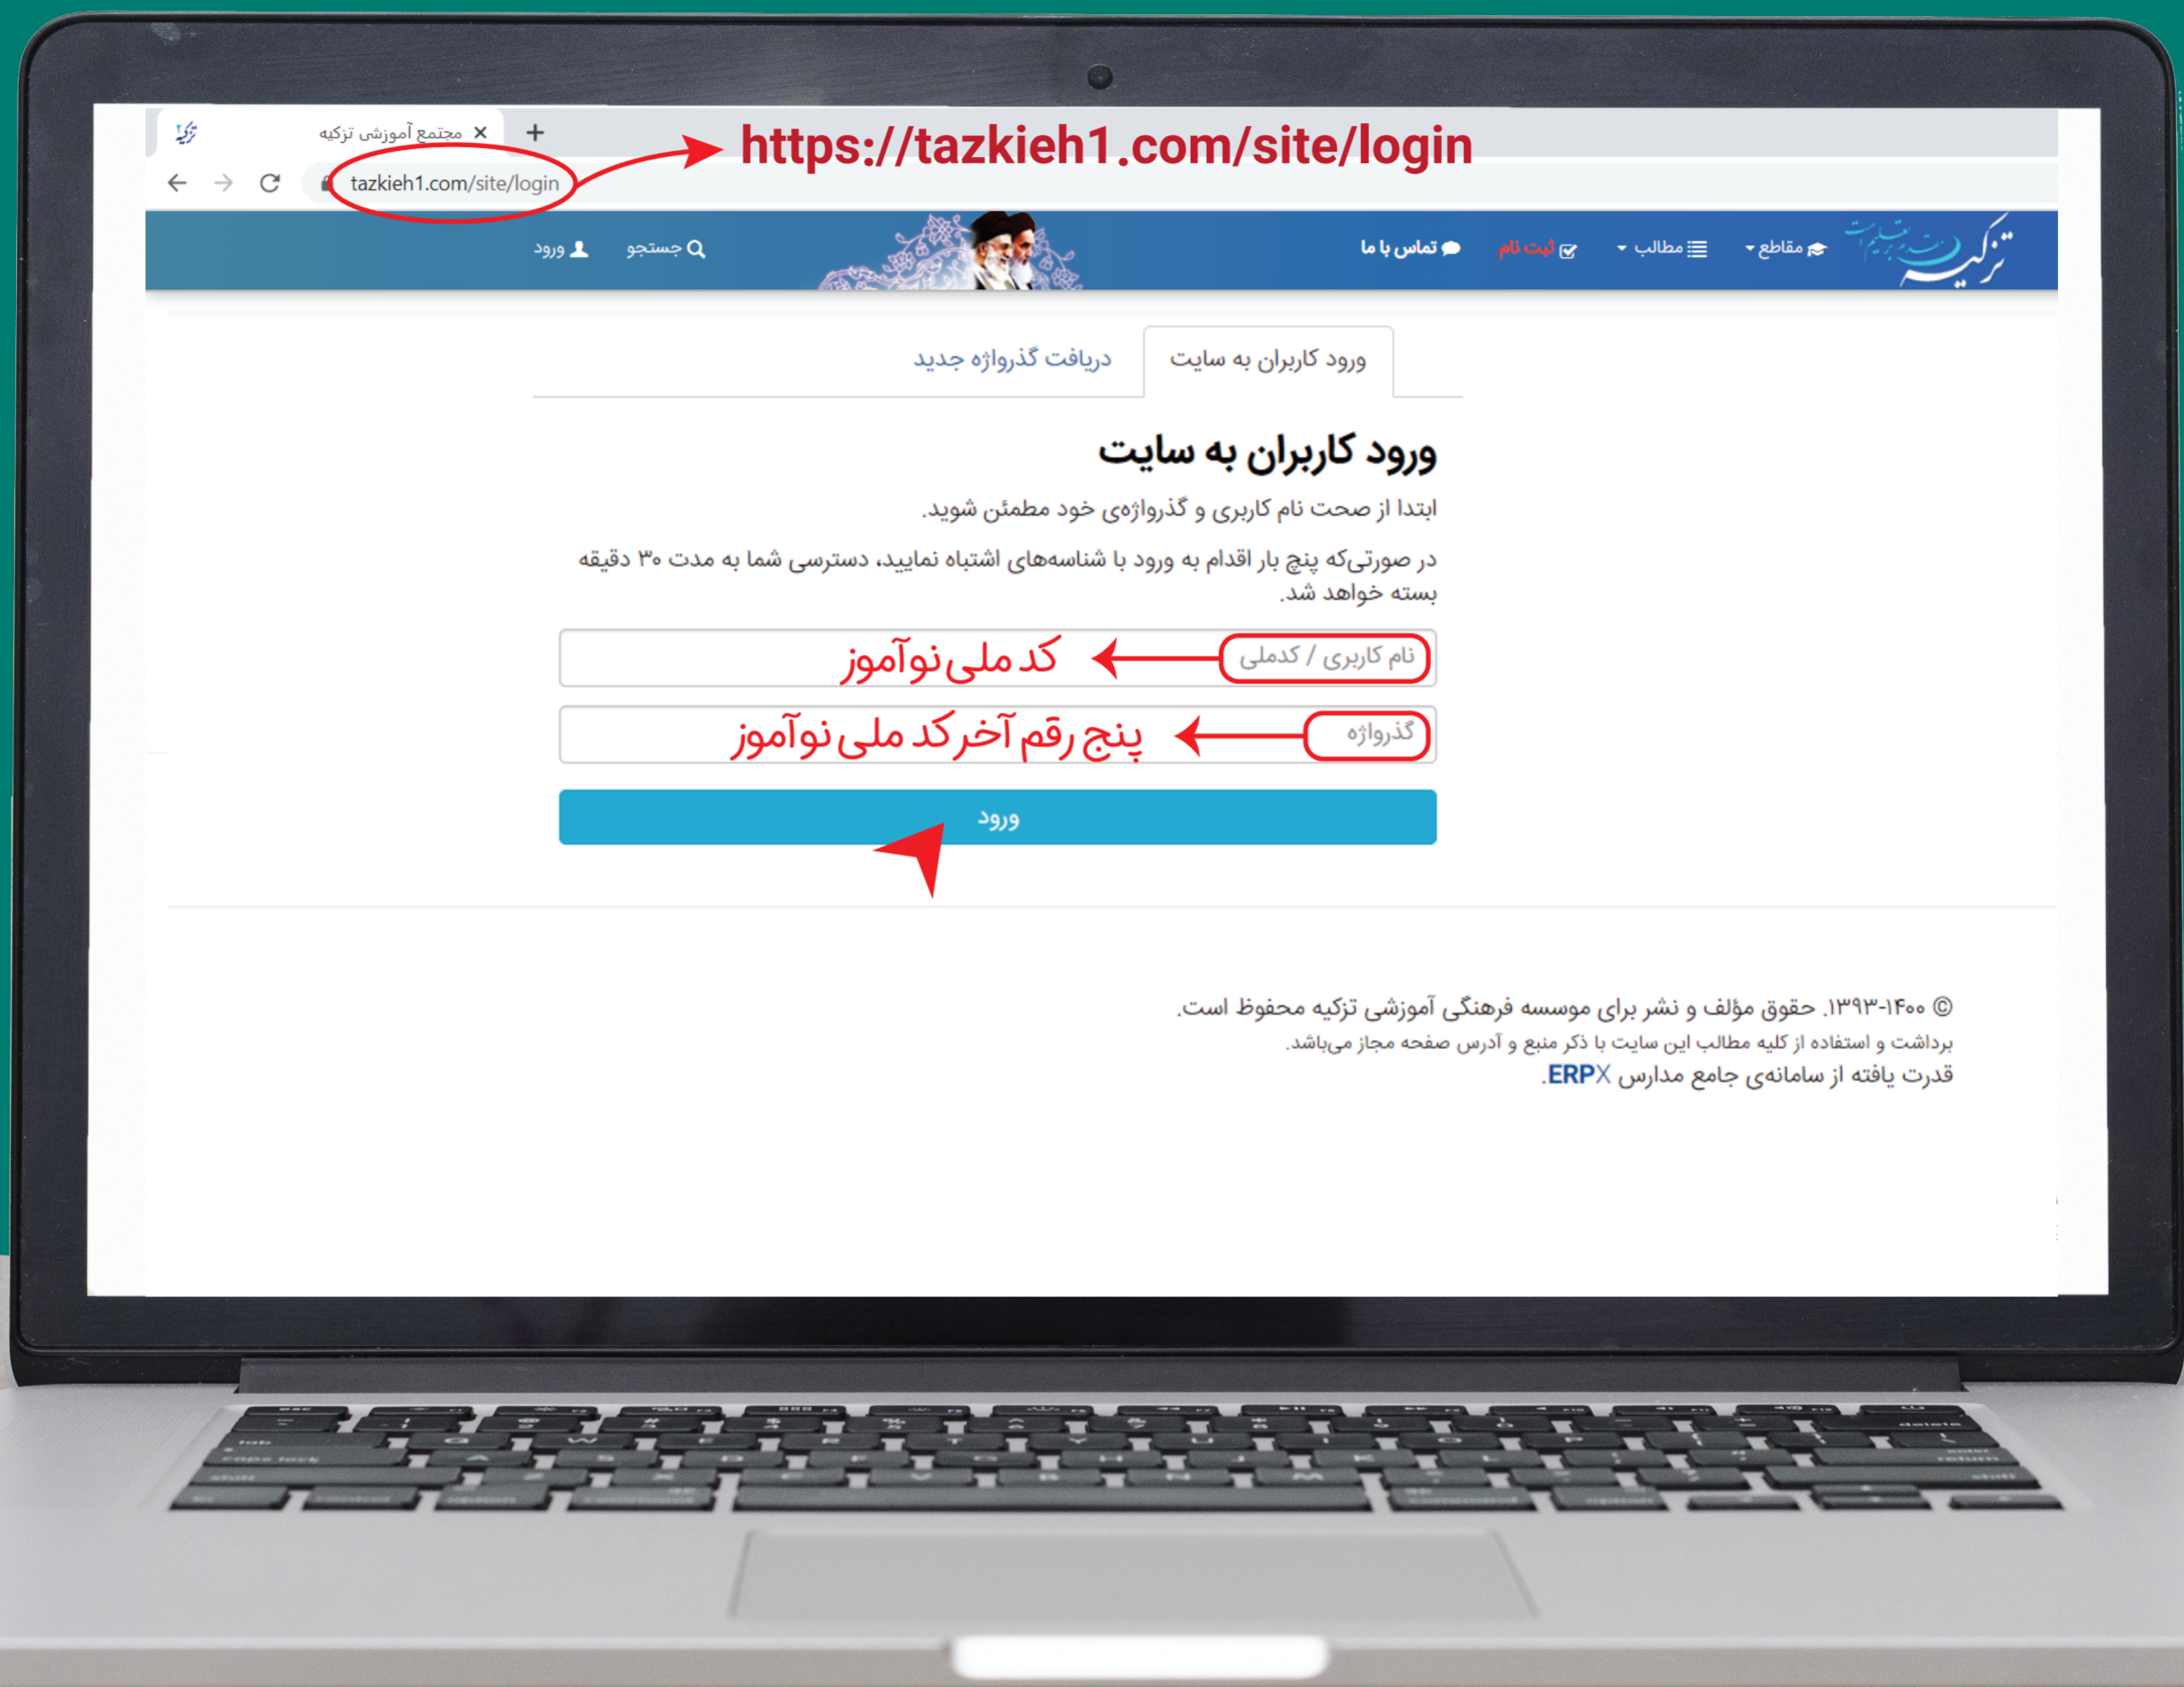 مجتمع آموزشی تزکیه
tazkieh1.com/site/login
https://tazkieh1.com/site/login
تزکیه
مقاطع
مطالب
ثبت نام
تماس با ما
جستجو
ورود
ورود کاربران به سایت
دریافت گذرواژه جدید
ورود کاربران به سایت
ابتدا از صحت نام کاربری و گذرواژه‌ی خود مطمئن شوید.
در صورتی‌که پنج بار اقدام به ورود با شناسه‌های اشتباه نمایید، دسترسی شما به مدت ۳۰ دقیقه
بسته خواهد شد.
نام کاربری / کدملی
کد ملی نوآموز
گذرواژه
پنج رقم آخر کد ملی نوآموز
ورود
© ۱۳۹۳-۱۴۰۰. حقوق مؤلف و نشر برای موسسه فرهنگی آموزشی تزکیه محفوظ است.
برداشت و استفاده از کلیه مطالب این سایت با ذکر منبع و آدرس صفحه مجاز می‌باشد.
قدرت یافته از سامانه‌ی جامع مدارس ERPX.